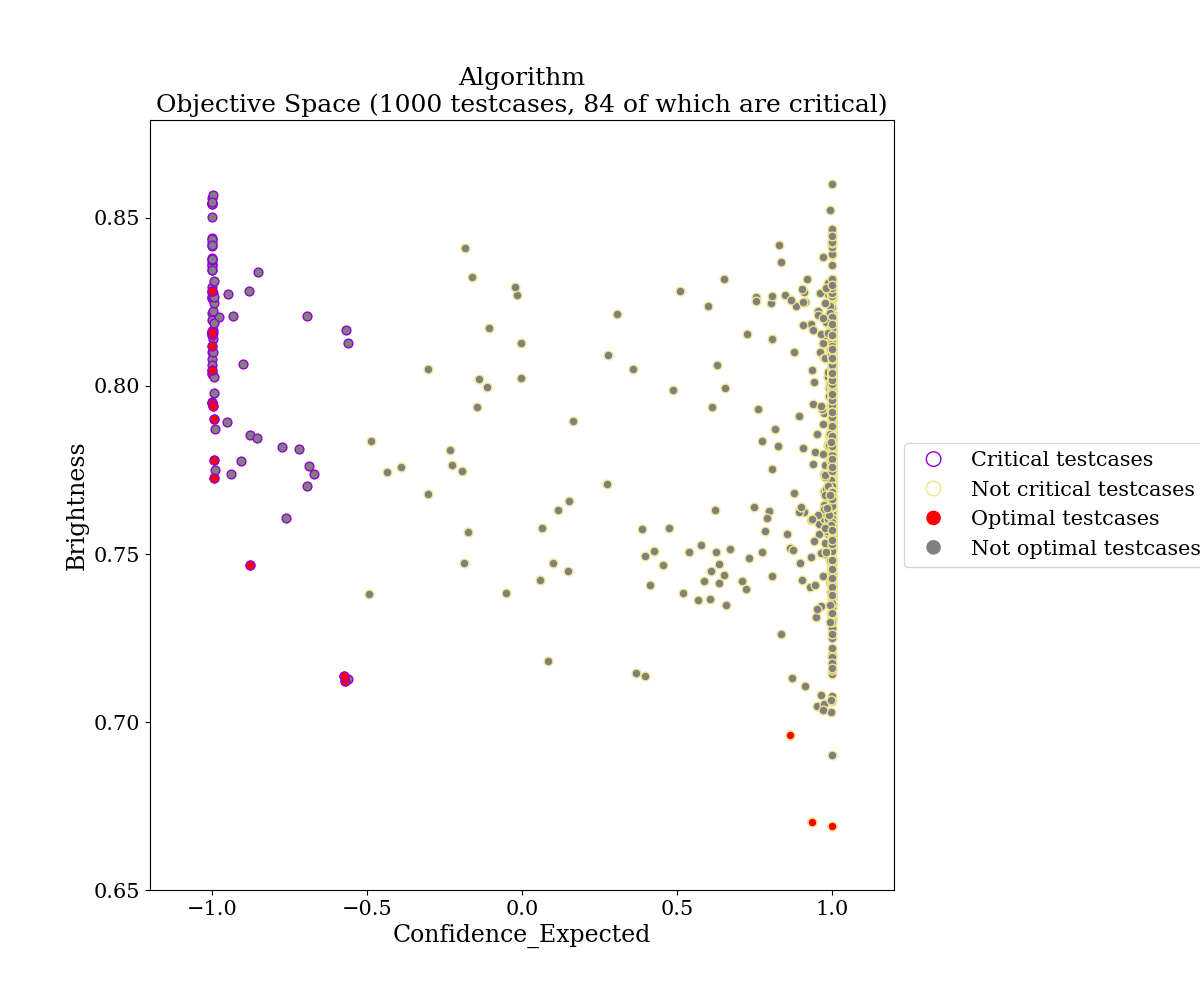 Algorithm
Objective Space (1000 testcases, 84 of which are critical)
0.85
0.80
0.75
0.70
0.65
Brightness
−1.0
−0.5
0.0
0.5
1.0
Confidence_Expected
Critical testcases
Not critical testcases
Optimal testcases
Not optimal testcases